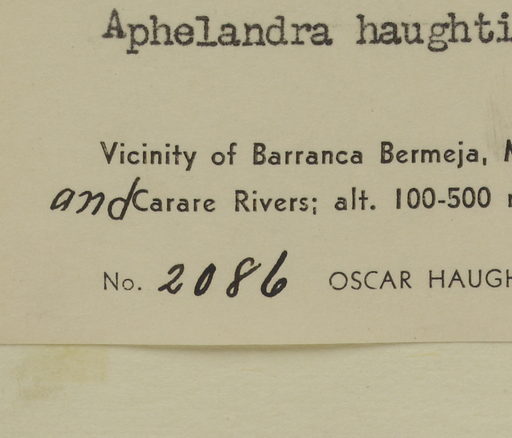 Aphelandra haughti
Vicinity of Barranca Bermeja, M
and Carare Rivers; alt. 100-500 m
No. 2086 OSCAR HAUGH